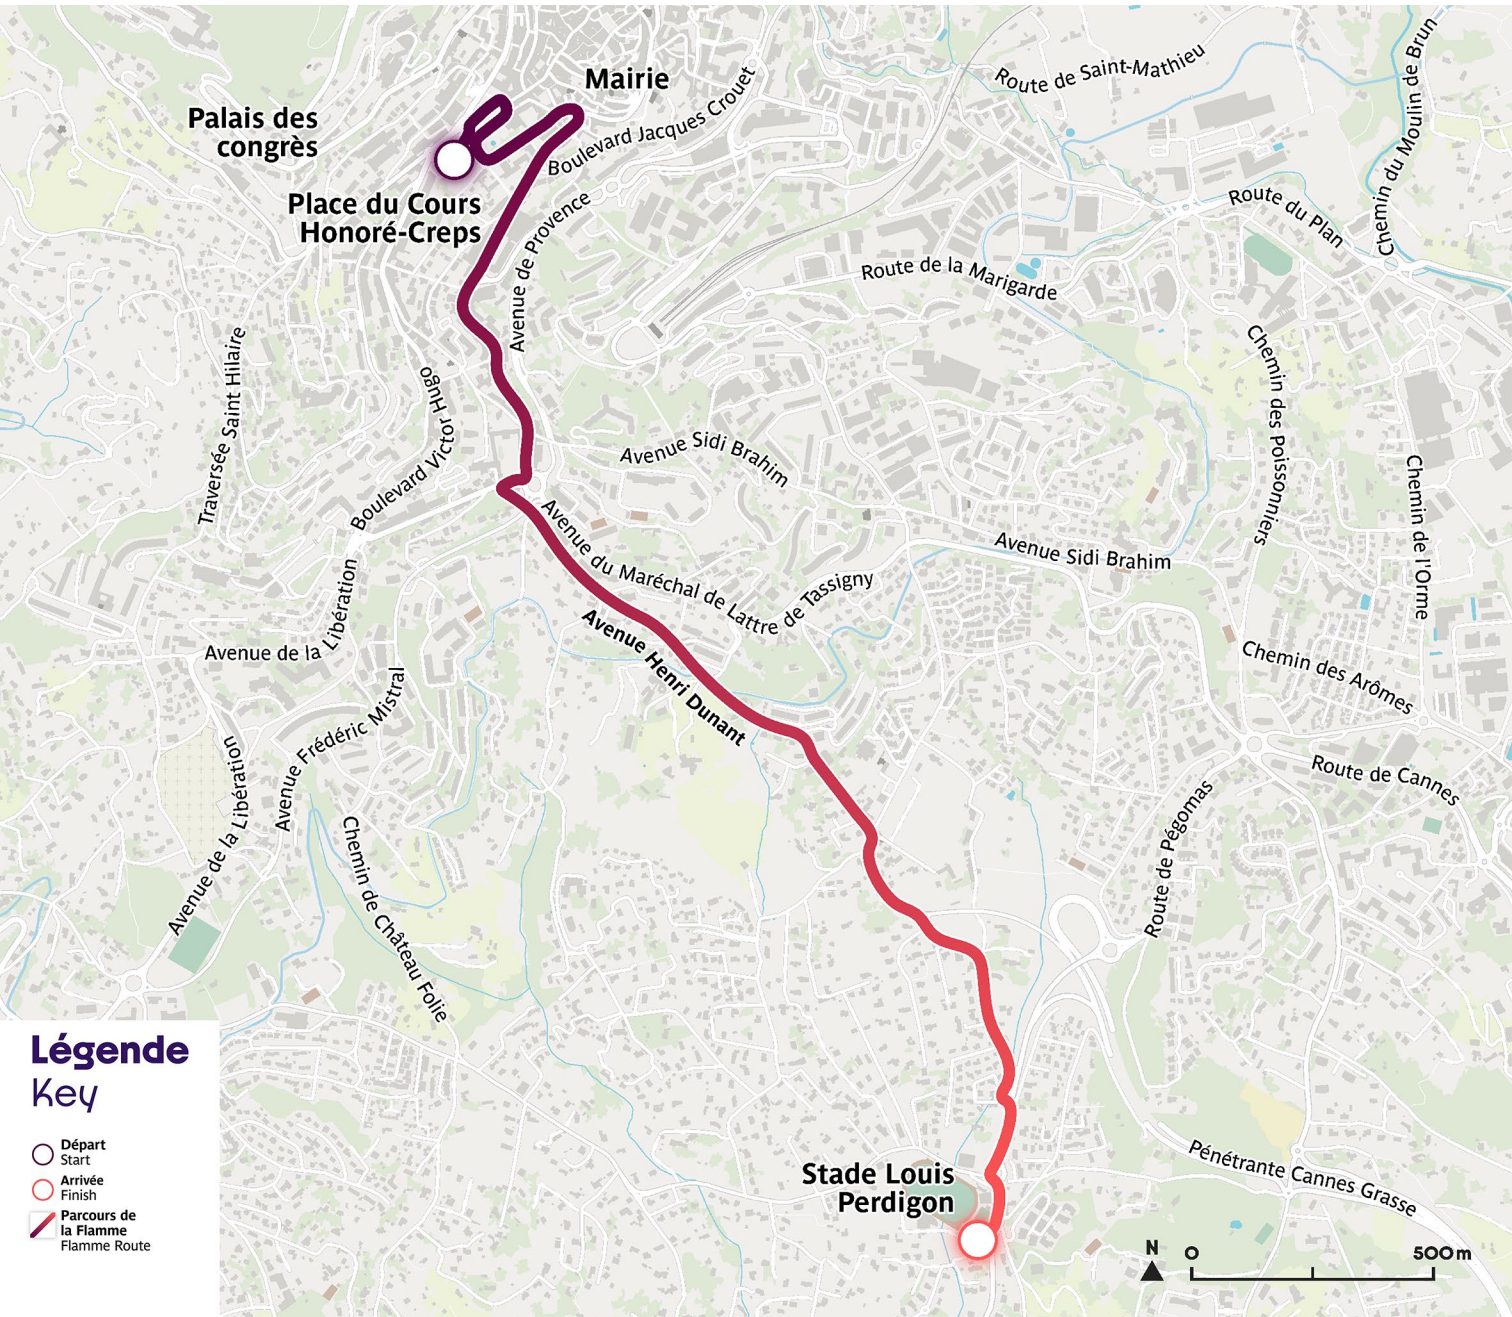 Mairie
Palais des
congrès
Place du Cours
Honoré-Creps
Boulevard Jacques Crouet
Route de Saint-Mathieu
Chemin du Moulin de Brun
Route du Plan
Avenue de Provence
Route de la Marigarde
Traversée Saint Hilaire
Boulevard Victor Hugo
Avenue Sidi Brahim
Chemin des Poissonniers
Chemin de l'Orme
Avenue Sidi Brahim
Avenue du Maréchal de Lattre de Tassigny
Avenue de la Libération
Avenue Henri Dunant
Chemin des Arômes
Avenue Frédéric Mistral
Avenue de la Libération
Route de Cannes
Route de Pégomas
Chemin de Château Folie
Pénétrante Cannes Grasse
Stade Louis
Perdigon
Légende
Key
Départ
Start
Arrivée
Finish
Parcours de
la Flamme
Flamme Route
N 0 500m